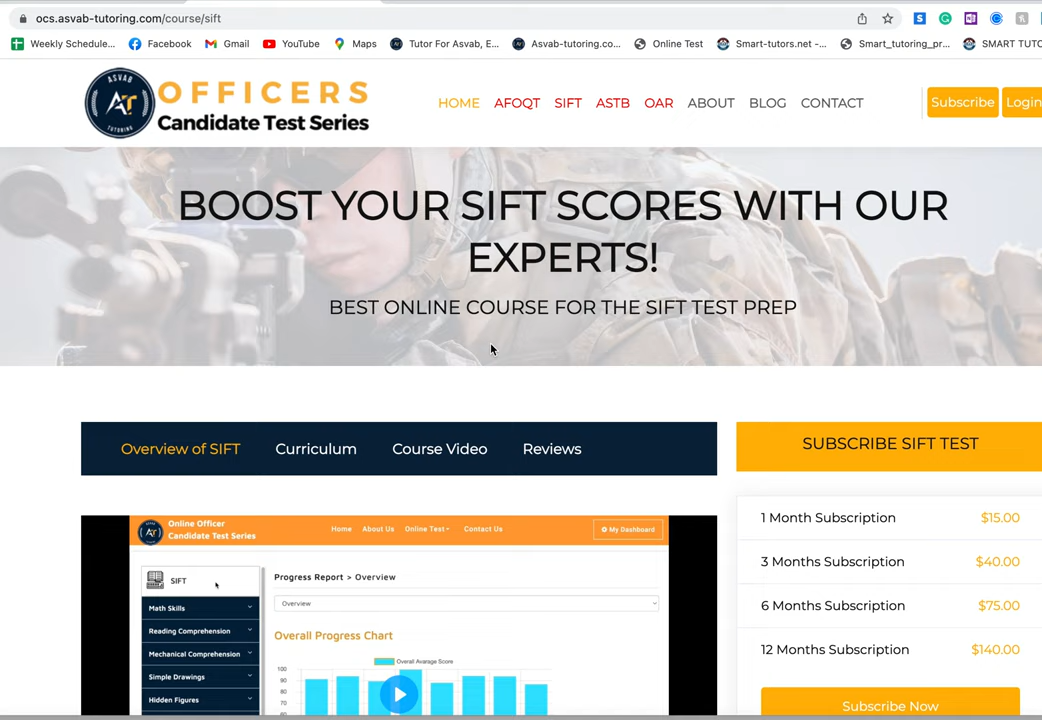 ocs.asvab-tutoring.com/course/sift
Weekly Schedule... Facebook Gmail YouTube Maps Tutor For Asvab, E... Asvab-tutoring.co... Online Test Smart-tutors.net -... Smart_tutoring_pr... SMART TUTO
ASVAB
AT
TUTORING
OFFICERS
Candidate Test Series
HOME AFOQT SIFT ASTB OAR ABOUT BLOG CONTACT
Subscribe Login
BOOST YOUR SIFT SCORES WITH OUR
EXPERTS!
BEST ONLINE COURSE FOR THE SIFT TEST PREP
Overview of SIFT Curriculum Course Video Reviews
Online Officer
Candidate Test Series
Home About Us Online Test Contact Us
My Dashboard
SIFT
Math Skills
Reading Comprehension
Mechanical Comprehension
Simple Drawings
Hidden Figures
Progress Report > Overview
Overview
Overall Progress Chart
Overall Avarage Score
100
90
80
70
60
SUBSCRIBE SIFT TEST
1 Month Subscription $15.00
3 Months Subscription $40.00
6 Months Subscription $75.00
12 Months Subscription $140.00
Subscribe Now